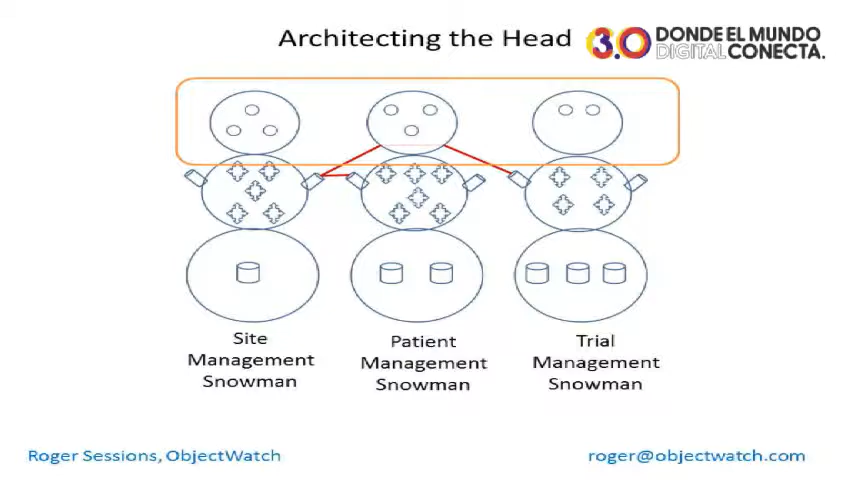 Architecting the Head
3.0 DONDE EL MUNDO
DIGITAL CONECTA.
Site
Management
Snowman
Patient
Management
Snowman
Trial
Management
Snowman
Roger Sessions, ObjectWatch
roger@objectwatch.com